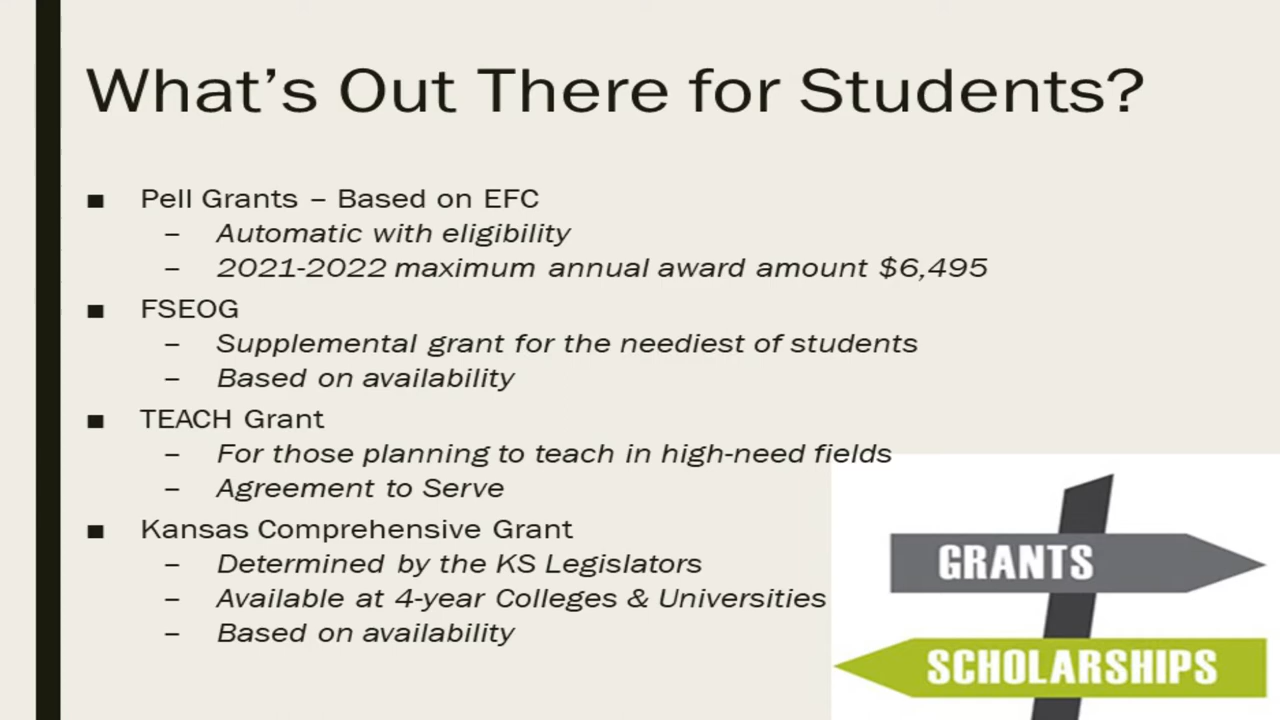 What's Out There for Students?
■ Pell Grants – Based on EFC
– Automatic with eligibility
– 2021-2022 maximum annual award amount $6,495
■ FSEOG
– Supplemental grant for the neediest of students
– Based on availability
■ TEACH Grant
– For those planning to teach in high-need fields
– Agreement to Serve
■ Kansas Comprehensive Grant
– Determined by the KS Legislators
– Available at 4-year Colleges & Universities
– Based on availability
GRANTS
SCHOLARSHIPS